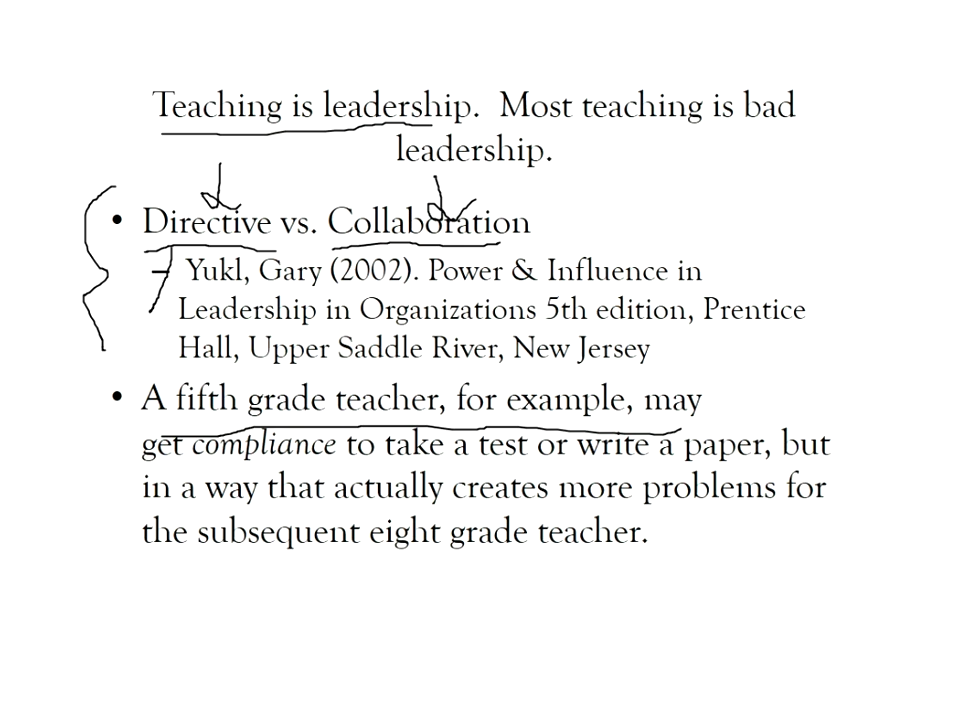 Teaching is leadership. Most teaching is bad
leadership.
• Directive vs. Collaboration
Yukl, Gary (2002). Power & Influence in
Leadership in Organizations 5th edition, Prentice
Hall, Upper Saddle River, New Jersey
• A fifth grade teacher, for example, may
get compliance to take a test or write a paper, but
in a way that actually creates more problems for
the subsequent eight grade teacher.